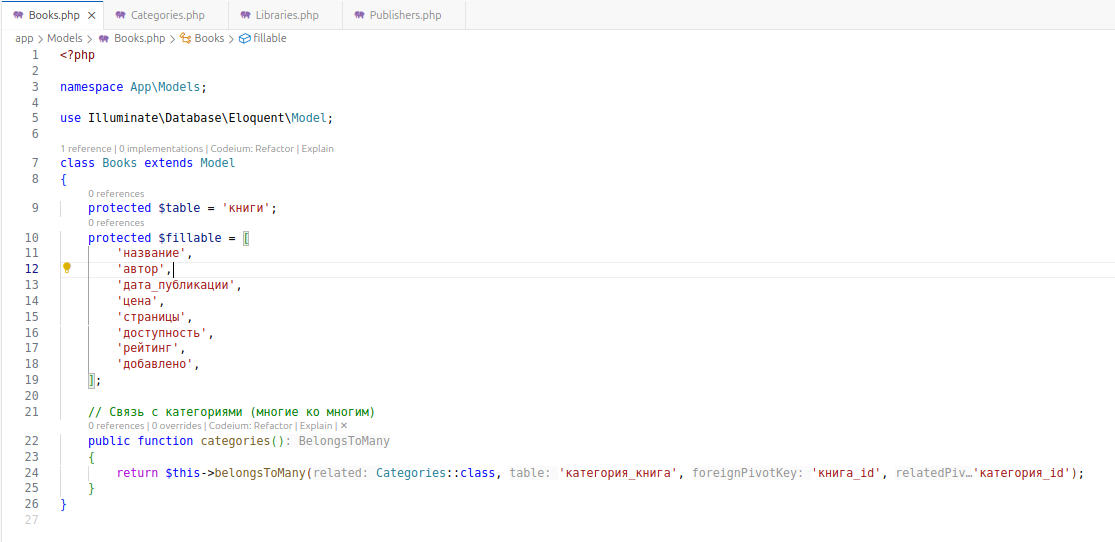 Books.php × Categories.php Libraries.php Publishers.php
app > Models > Books.php > Books > fillable
1 <?php
2
3 namespace App\Models;
4
5 use Illuminate\Database\Eloquent\Model;
6
1 reference | 0 implementations | Codeium: Refactor | Explain
7 class Books extends Model
8 {
0 references
9 protected $table = 'книги';
0 references
10 protected $fillable = [
11 'название',
12 'автор',
13 'дата_публикации',
14 'цена',
15 'страницы',
16 'доступность',
17 'рейтинг',
18 'добавлено',
19 ];
20
21 // Связь с категориями (многие ко многим)
0 references | 0 overrides | Codeium: Refactor | Explain | ×
22 public function categories(): BelongsToMany
23 {
24 return $this->belongsToMany(related: Categories::class, table: 'категория_книга', foreignPivotKey: 'книга_id', relatedPiv…'категория_id');
25 }
26 }
27